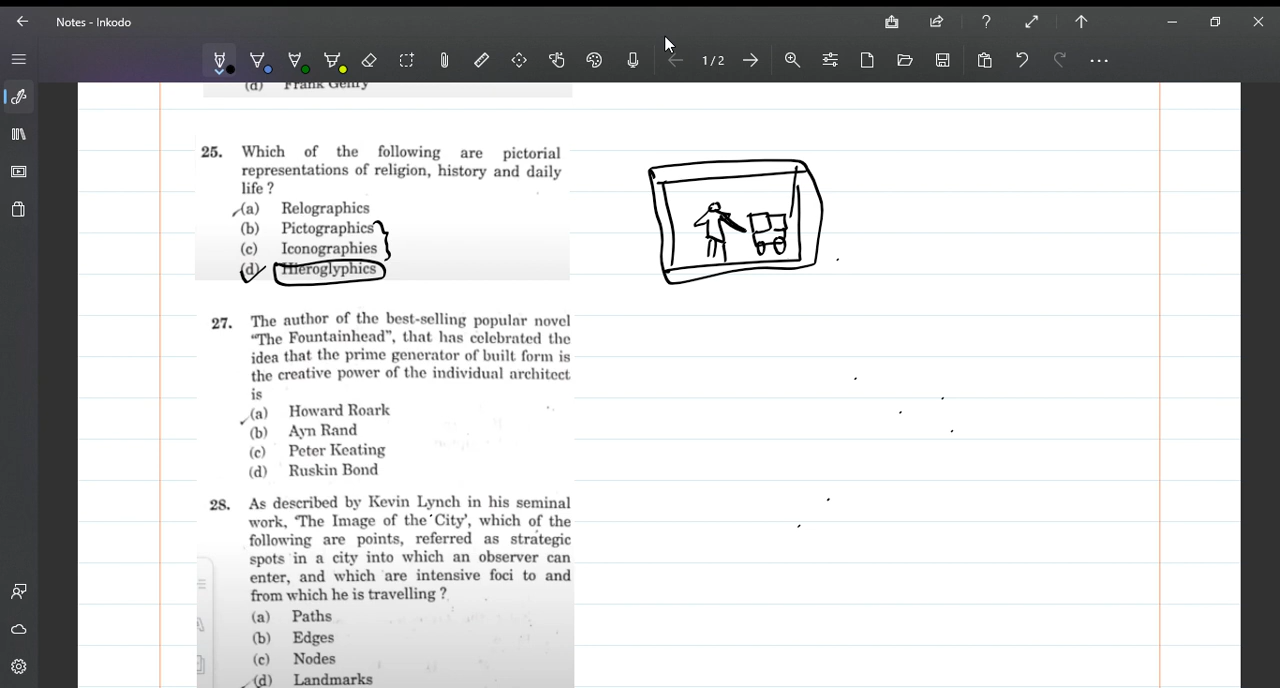 Notes - Inkodo
1/2
(d) Frank Gehry
25. Which of the following are pictorial
representations of religion, history and daily
life ?
(a) Relographics
(b) Pictographics
(c) Iconographies
(d) Hieroglyphics
27. The author of the best-selling popular novel
"The Fountainhead", that has celebrated the
idea that the prime generator of built form is
the creative power of the individual architect
is
(a) Howard Roark
(b) Ayn Rand
(c) Peter Keating
(d) Ruskin Bond
28. As described by Kevin Lynch in his seminal
work, 'The Image of the City', which of the
following are points, referred as strategic
spots in a city into which an observer can
enter, and which are intensive foci to and
from which he is travelling ?
(a) Paths
(b) Edges
(c) Nodes
(d) Landmarks